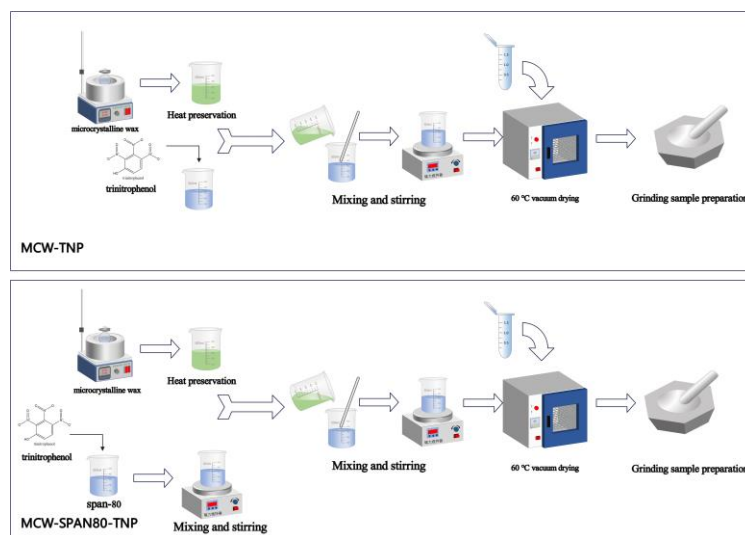 microcrystalline wax
Heat preservation
trinitrophenol
trinitrophenol
Mixing and stirring
60 °C vacuum drying
Grinding sample preparation
MCW-TNP
microcrystalline wax
Heat preservation
trinitrophenol
trinitrophenol
span-80
Mixing and stirring
Mixing and stirring
60 °C vacuum drying
Grinding sample preparation
MCW-SPAN80-TNP